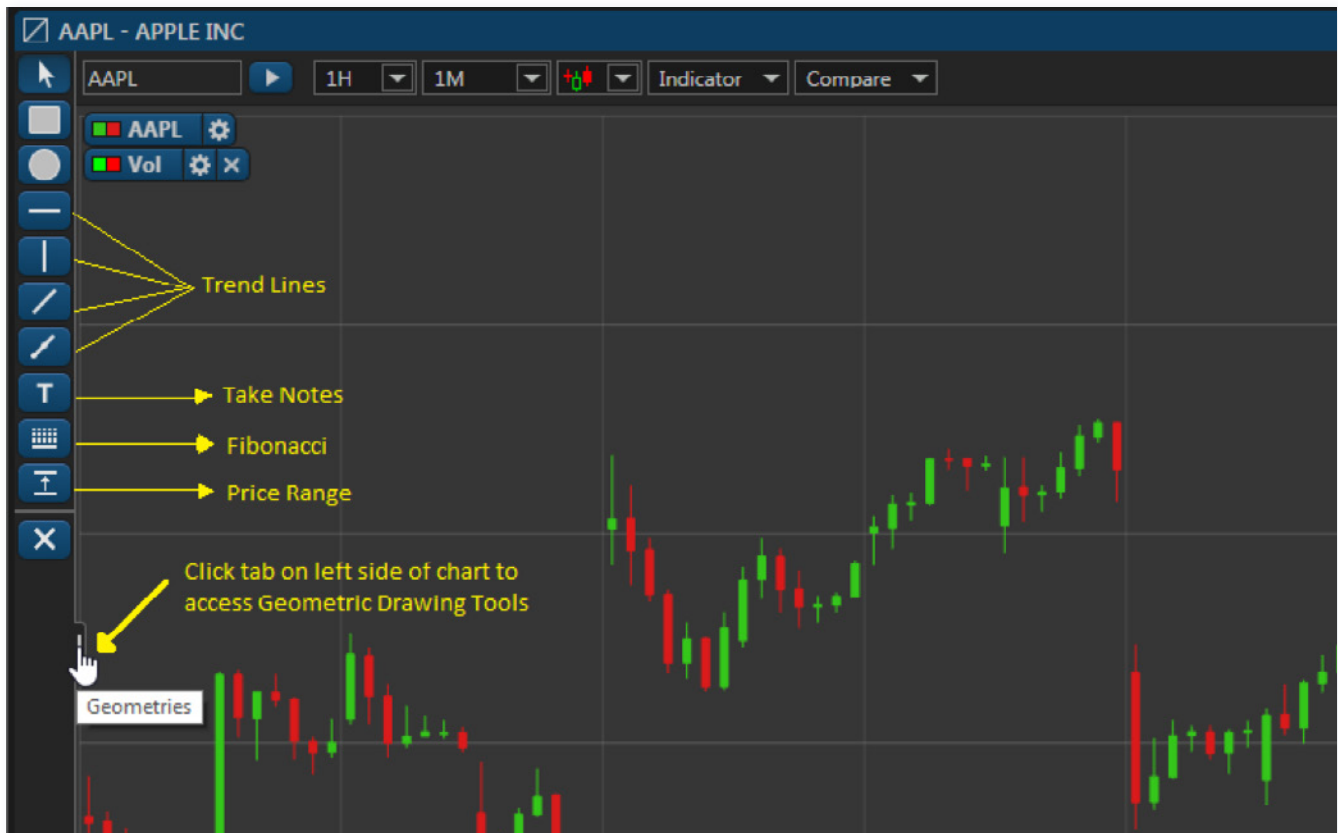 AAPL - APPLE INC
AAPL 1H 1M Indicator Compare
AAPL
Vol
Trend Lines
T Take Notes
Fibonacci
Price Range
Click tab on left side of chart to
access Geometric Drawing Tools
Geometries